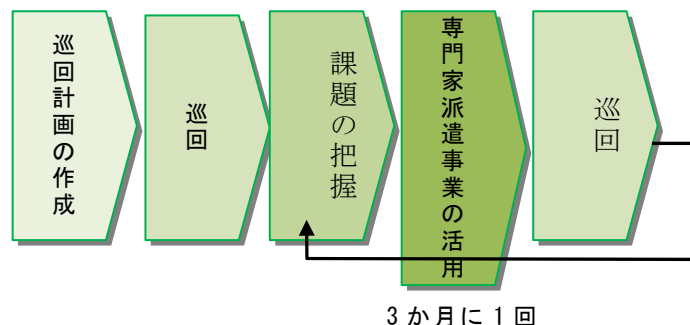 巡回計画の作成
巡回
課題の把握
専門家派遣事業の活用
巡回
3か月に1回